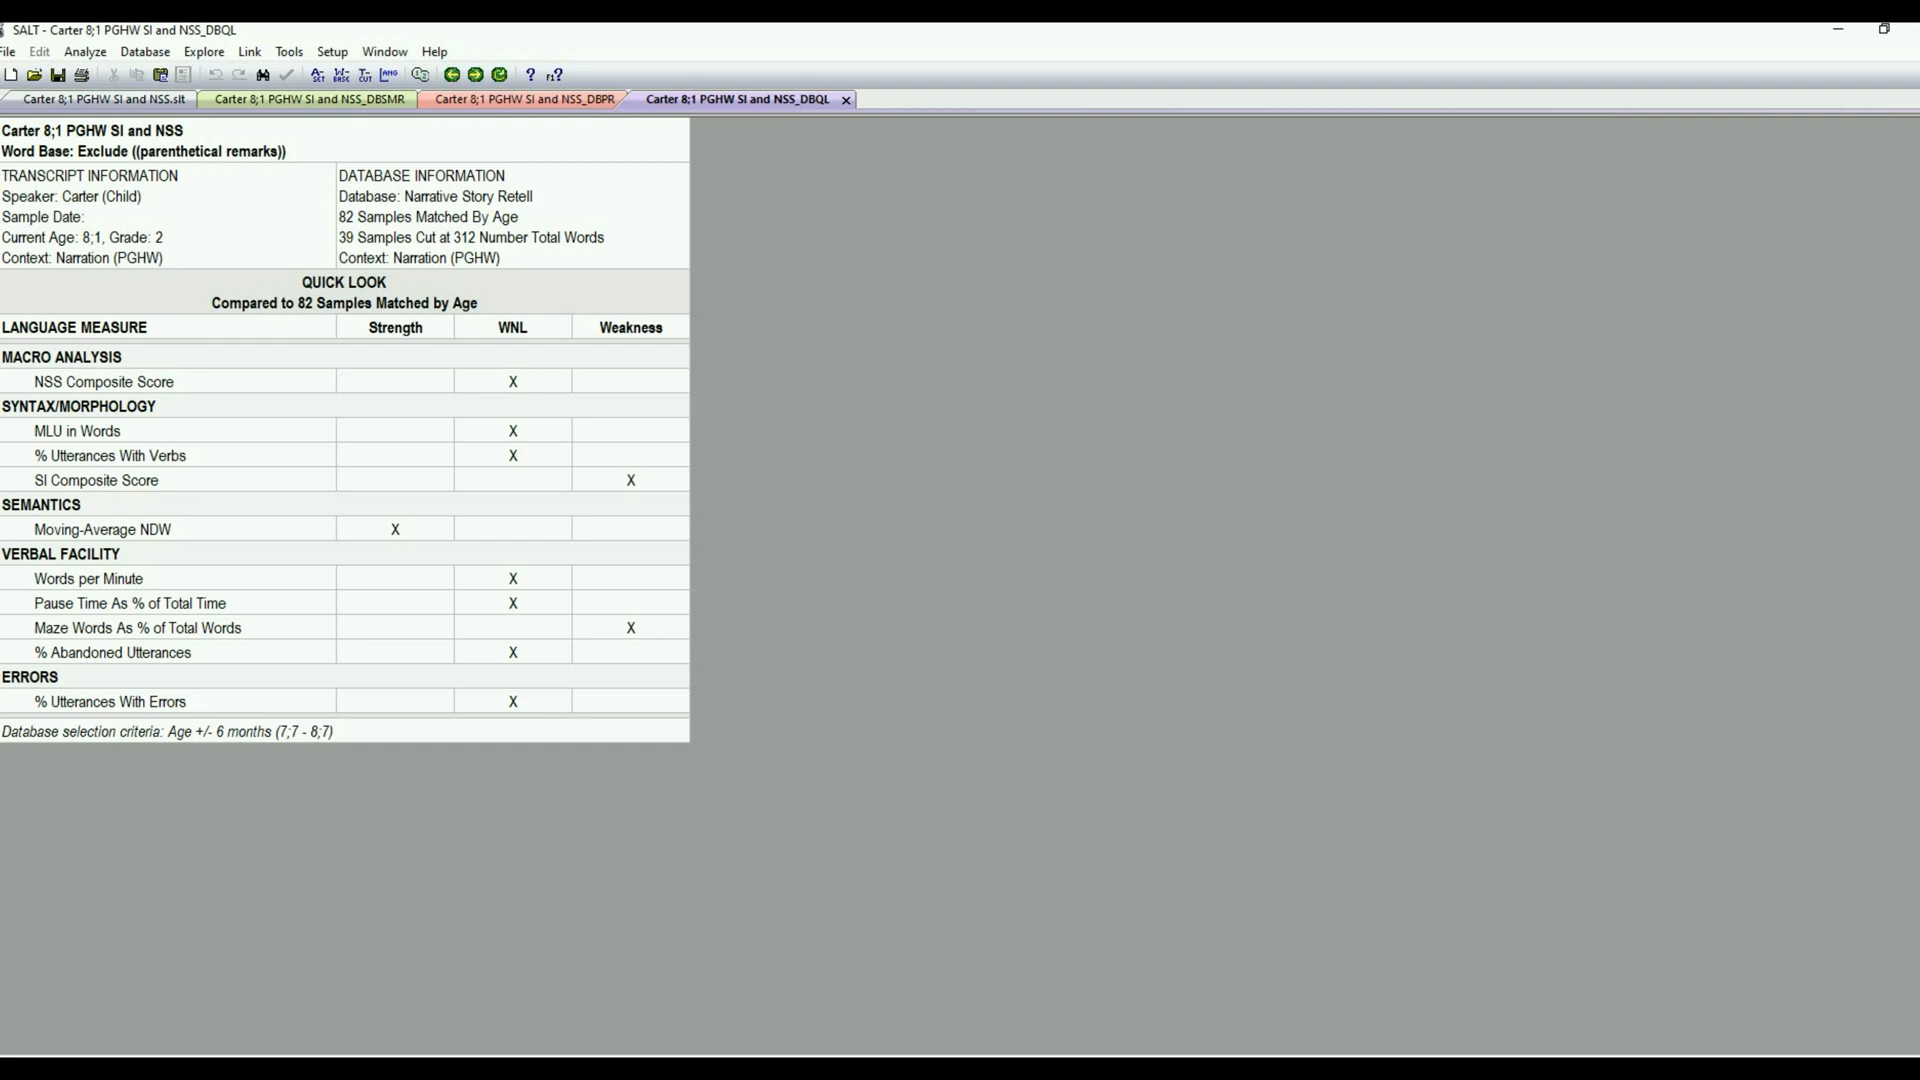 SALT - Carter 8;1 PGHW SI and NSS_DBQL
File Edit Analyze Database Explore Link Tools Setup Window Help
A-SET W-BASE T-CUT LANG ? r1?
Carter 8;1 PGHW SI and NSS.slt Carter 8;1 PGHW SI and NSS_DBSMR Carter 8;1 PGHW SI and NSS_DBPR Carter 8;1 PGHW SI and NSS_DBQL
Carter 8;1 PGHW SI and NSS
Word Base: Exclude ((parenthetical remarks))
TRANSCRIPT INFORMATION
Speaker: Carter (Child)
Sample Date:
Current Age: 8;1, Grade: 2
Context: Narration (PGHW)
DATABASE INFORMATION
Database: Narrative Story Retell
82 Samples Matched By Age
39 Samples Cut at 312 Number Total Words
Context: Narration (PGHW)
QUICK LOOK
Compared to 82 Samples Matched by Age
LANGUAGE MEASURE Strength WNL Weakness
MACRO ANALYSIS
NSS Composite Score X
SYNTAX/MORPHOLOGY
MLU in Words X
% Utterances With Verbs X
SI Composite Score X
SEMANTICS
Moving-Average NDW X
VERBAL FACILITY
Words per Minute X
Pause Time As % of Total Time X
Maze Words As % of Total Words X
% Abandoned Utterances X
ERRORS
% Utterances With Errors X
Database selection criteria: Age +/- 6 months (7;7 - 8;7)